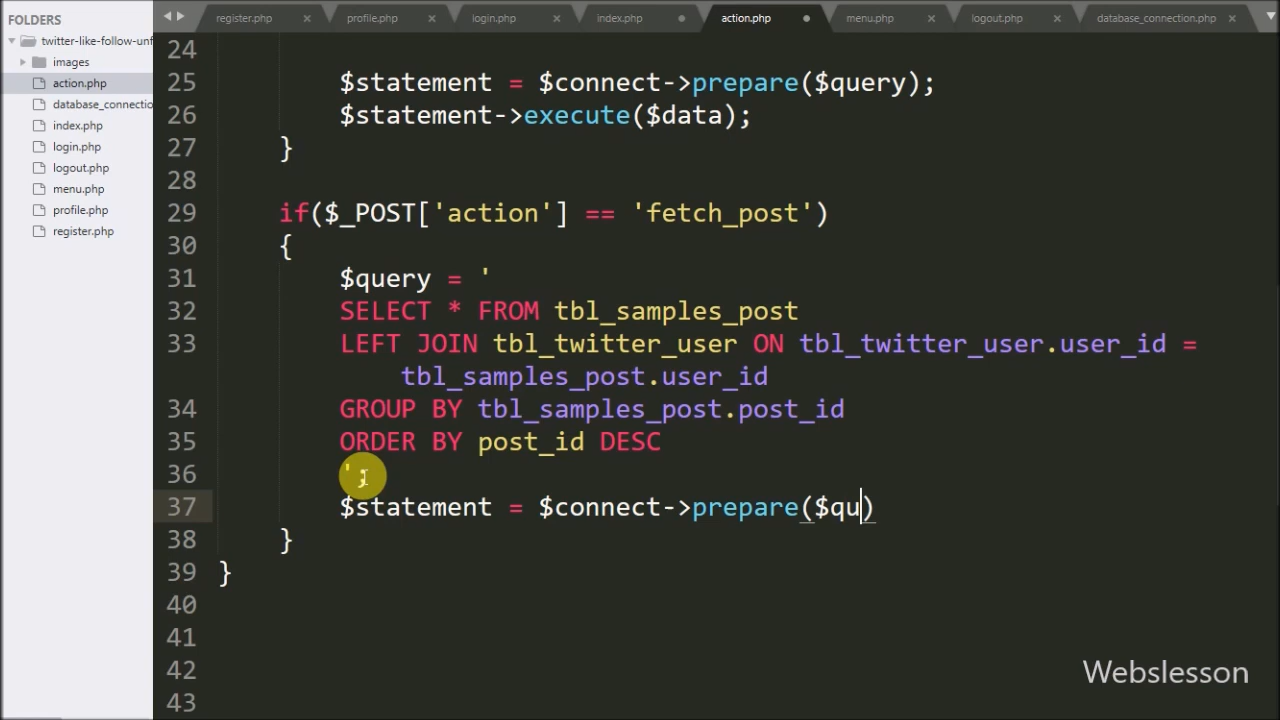 register.php × profile.php × login.php × index.php action.php menu.php × logout.php × database_connection.php ×
FOLDERS
twitter-like-follow-unf
images
action.php
database_connectio
index.php
login.php
logout.php
menu.php
profile.php
register.php
24
25 $statement = $connect->prepare($query);
26 $statement->execute($data);
27 }
28
29 if($_POST['action'] == 'fetch_post')
30 {
31 $query = '
32 SELECT * FROM tbl_samples_post
33 LEFT JOIN tbl_twitter_user ON tbl_twitter_user.user_id =
tbl_samples_post.user_id
34 GROUP BY tbl_samples_post.post_id
35 ORDER BY post_id DESC
36 ';
37 $statement = $connect->prepare($qu)
38 }
39 }
40
41
42
43
Webslesson